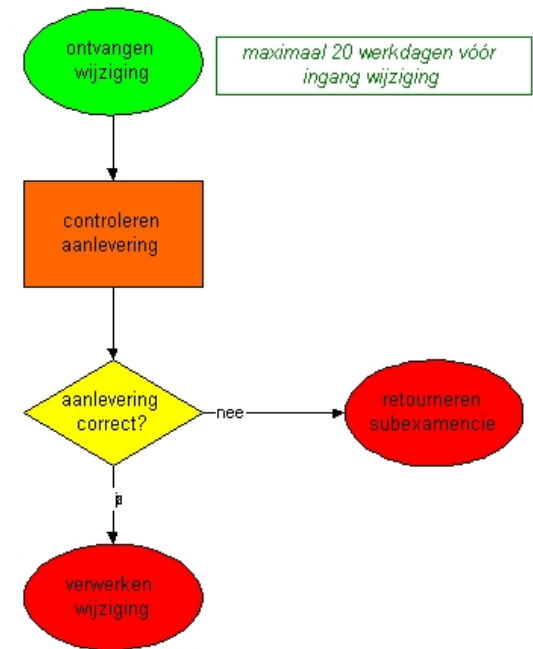 ontvangen
wijziging
maximaal 20 werkdagen vóór
ingang wijziging
controleren
aanlevering
aanlevering
correct?
nee
retourneren
subexamencie
ja
verwerken
wijziging